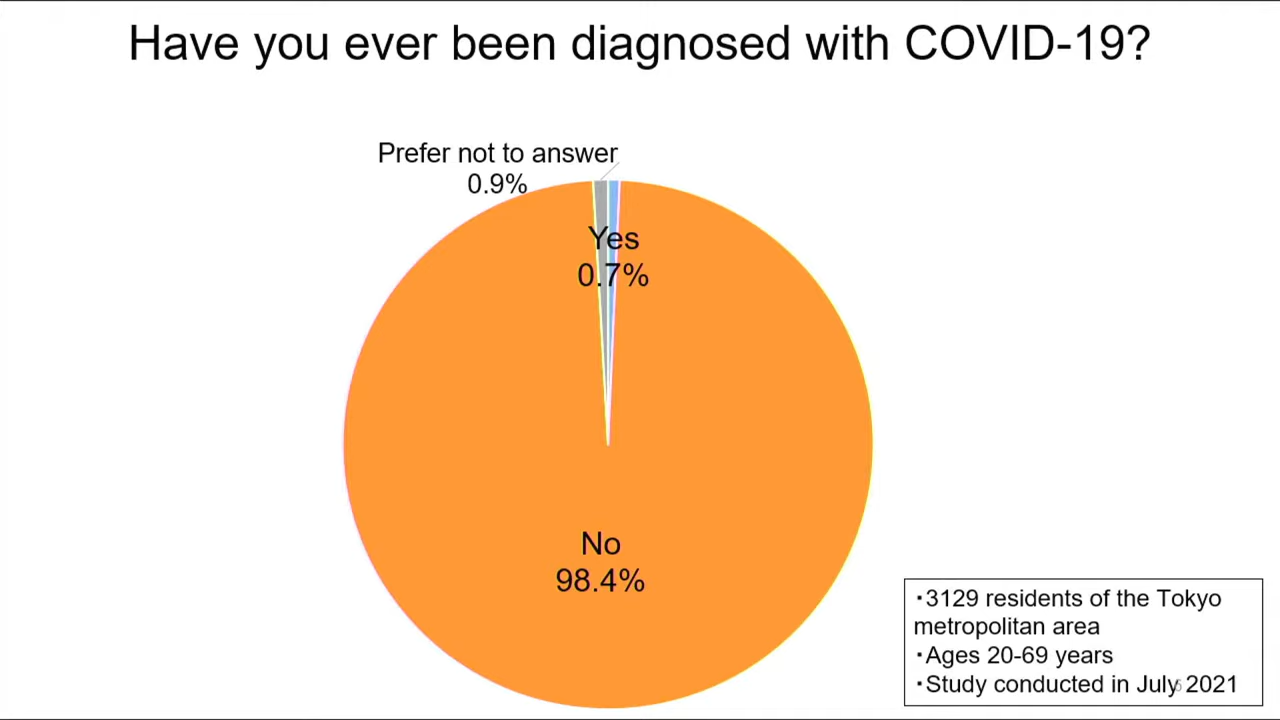 Have you ever been diagnosed with COVID-19?
Prefer not to answer
0.9%
Yes
0.7%
No
98.4%
・3129 residents of the Tokyo
metropolitan area
・Ages 20-69 years
・Study conducted in July 2021